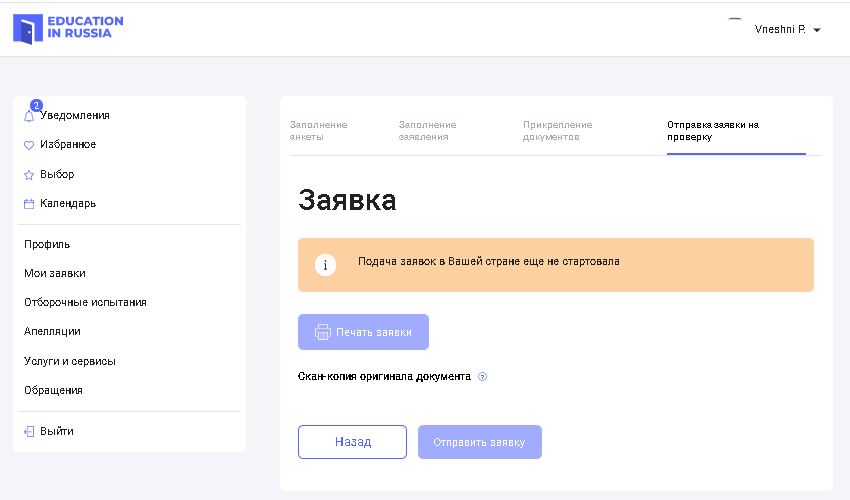 EDUCATION
IN RUSSIA
Vneshni P.
2
Уведомления
Избранное
Выбор
Календарь
Профиль
Мои заявки
Отборочные испытания
Апелляции
Услуги и сервисы
Обращения
Выйти
Заполнение
анкеты
Заполнение
заявления
Прикрепление
документов
Отправка заявки на
проверку
Заявка
i
Подача заявок в Вашей стране еще не стартовала
Печать заявки
Скан-копия оригинала документа ?
Назад
Отправить заявку